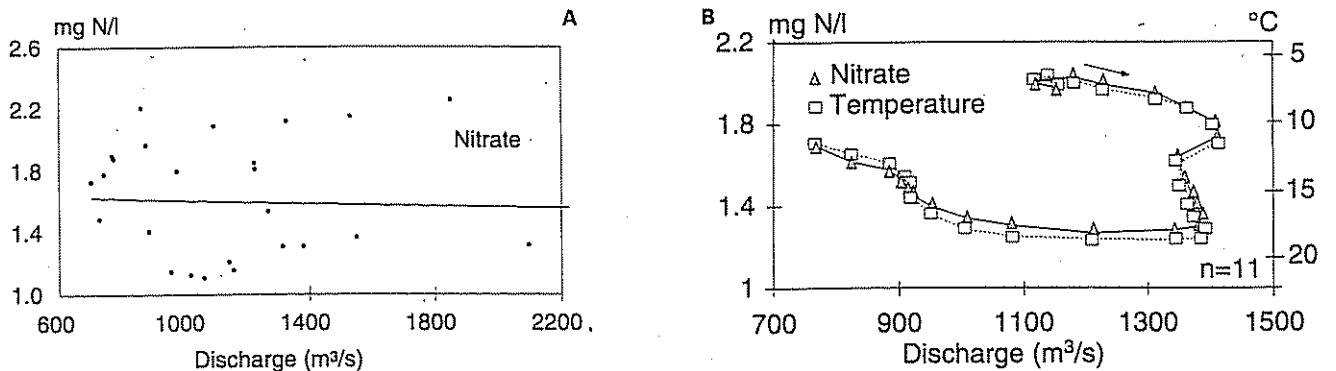 mg N/l
A
2.6
2.2
1.8
1.4
1.0
Nitrate
600
1000
1400
1800
2200
Discharge (m³/s)
B
mg N/l
°C
2.2
1.8
1.4
1
Nitrate
Temperature
5
10
15
20
n=11
700
900
1100
1300
1500
Discharge (m³/s)